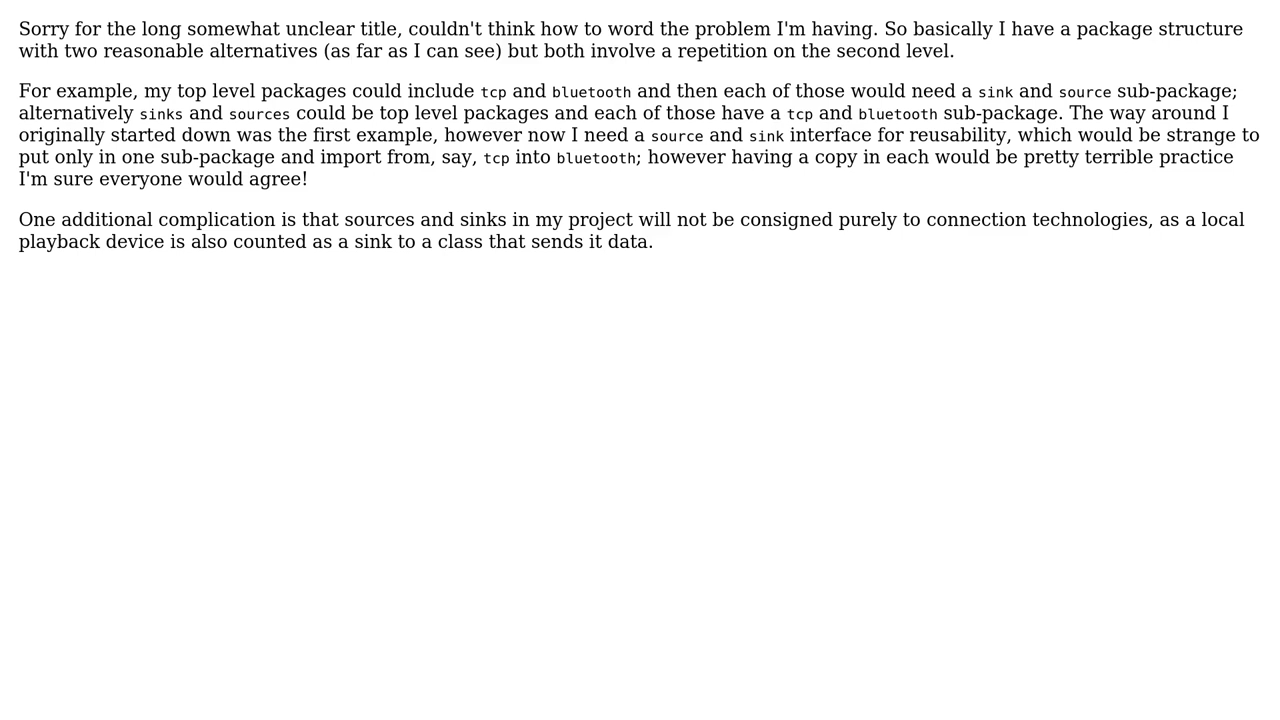 Sorry for the long somewhat unclear title, couldn't think how to word the problem I'm having. So basically I have a package structure
with two reasonable alternatives (as far as I can see) but both involve a repetition on the second level.
For example, my top level packages could include tcp and bluetooth and then each of those would need a sink and source sub-package;
alternatively sinks and sources could be top level packages and each of those have a tcp and bluetooth sub-package. The way around I
originally started down was the first example, however now I need a source and sink interface for reusability, which would be strange to
put only in one sub-package and import from, say, tcp into bluetooth; however having a copy in each would be pretty terrible practice
I'm sure everyone would agree!
One additional complication is that sources and sinks in my project will not be consigned purely to connection technologies, as a local
playback device is also counted as a sink to a class that sends it data.